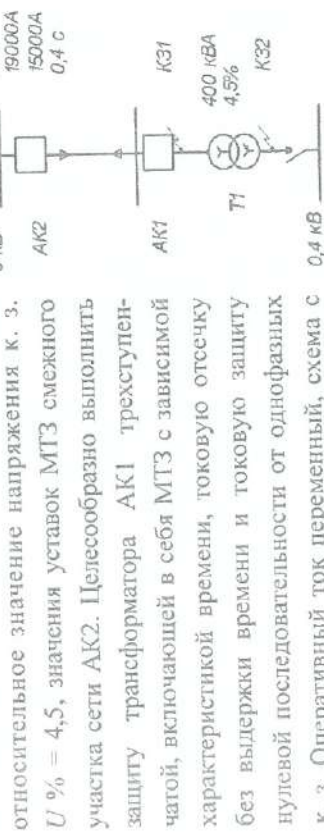 относительное значение напряжения к. з.
U % = 4,5, значения уставок МТЗ смежного
участка сети АК2. Целесообразно выполнить
защиту трансформатора АК1 трехступен-
чатой, включающей в себя МТЗ с зависимой
характеристикой времени, токовую отсечку
без выдержки времени и токовую защиту
нулевой последовательности от однофазных
к. з. Оперативный ток переменный, схема с
19000А
15000А
0,4 с
АК2
АК1
КЗ1
400 кВА
4,5%
Т1
КЗ2
0,4 кВ